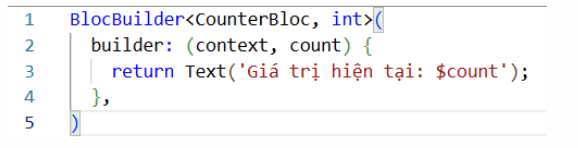 1 BlocBuilder<CounterBloc, int>(
2 builder: (context, count) {
3 return Text('Giá trị hiện tại: $count');
4 },
5 )